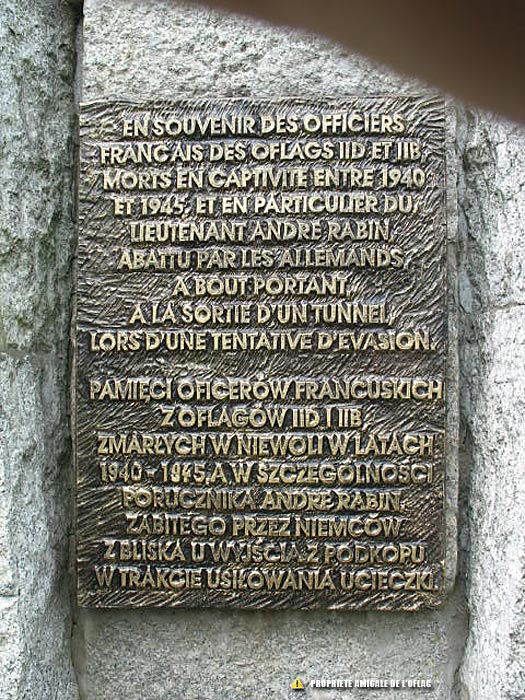 EN SOUVENIR DES OFFICIERS
FRANCAIS DES OFLAGS IID ET IIB
MORTS EN CAPTIVITE ENTRE 1940
ET 1945, ET EN PARTICULIER DU
LIEUTENANT ANDRE RABIN,
ABATTU PAR LES ALLEMANDS,
A BOUT PORTANT,
A LA SORTIE D'UN TUNNEL,
LORS D'UNE TENTATIVE D'EVASION.
PAMIĘCI OFICERÓW FRANCUSKICH
Z OFLAGÓW IID I IIB
ZMARŁYCH W NIEWOLI W LATACH
1940-1945, A W SZCZEGÓLNOŚCI
PORUCZNIKA ANDRE RABIN,
ZABITEGO PRZEZ NIEMCÓW
Z BLISKA U WYJŚCIA Z PODKOPU
W TRAKCIE USIŁOWANIA UCIECZKI.
PROPRIETE AMICALE DE L'OFLAG